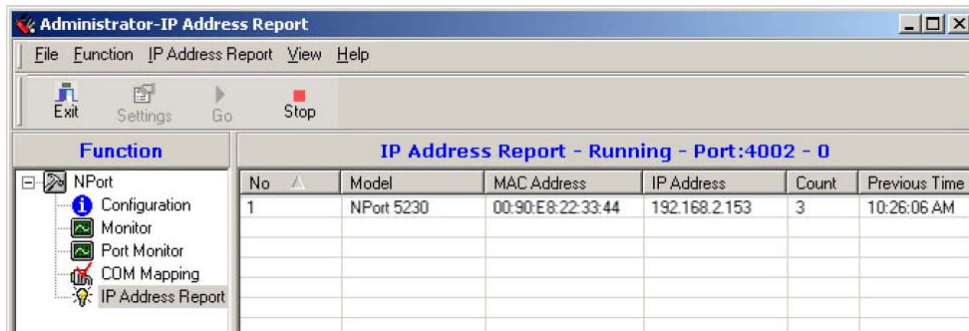 Administrator-IP Address Report
File Function IP Address Report View Help
Exit Settings Go Stop
Function
IP Address Report - Running - Port:4002 - 0
NPort
Configuration
Monitor
Port Monitor
COM Mapping
IP Address Report
No Model MAC Address IP Address Count Previous Time
1 NPort 5230 00:90:E8:22:33:44 192.168.2.153 3 10:26:06 AM